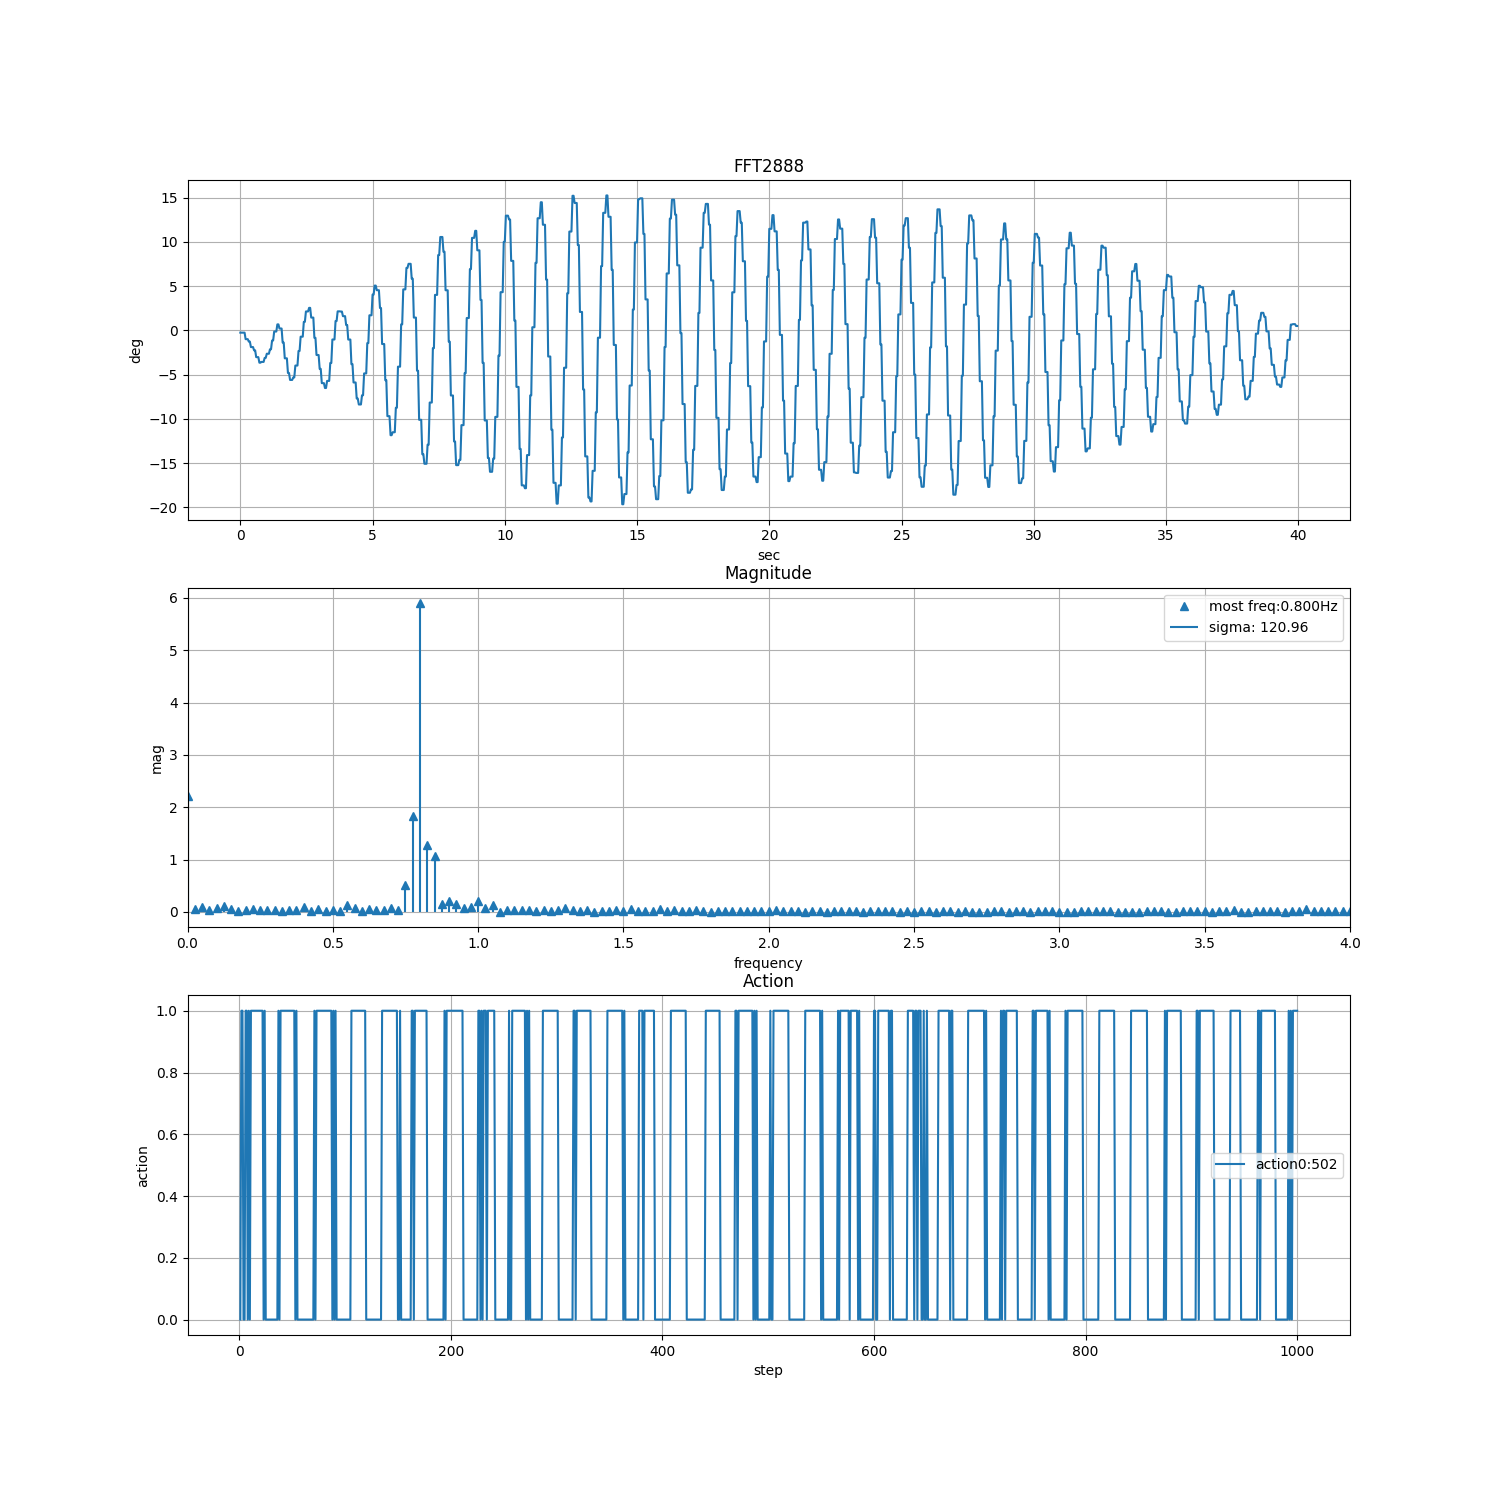 FFT2888
15
10
5
0
−5
−10
−15
−20
deg
0 5 10 15 20 25 30 35 40
sec
Magnitude
6
5
4
3
2
1
0
mag
most freq:0.800Hz
sigma: 120.96
0.0 0.5 1.0 1.5 2.0 2.5 3.0 3.5 4.0
frequency
Action
1.0
0.8
0.6
0.4
0.2
0.0
action
action0:502
0 200 400 600 800 1000
step